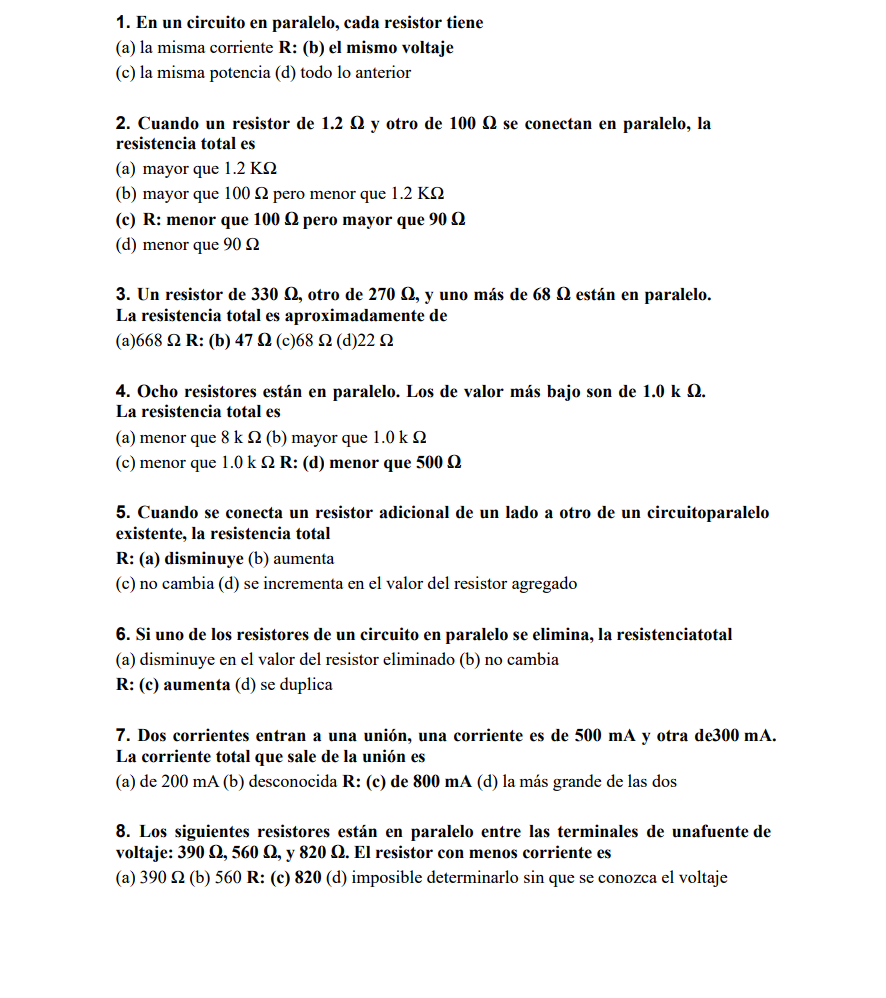 1. En un circuito en paralelo, cada resistor tiene
(a) la misma corriente R: (b) el mismo voltaje
(c) la misma potencia (d) todo lo anterior
2. Cuando un resistor de 1.2 Ω y otro de 100 Ω se conectan en paralelo, la
resistencia total es
(a) mayor que 1.2 KΩ
(b) mayor que 100 Ω pero menor que 1.2 KΩ
(c) R: menor que 100 Ω pero mayor que 90 Ω
(d) menor que 90 Ω
3. Un resistor de 330 Ω, otro de 270 Ω, y uno más de 68 Ω están en paralelo.
La resistencia total es aproximadamente de
(a)668 Ω R: (b) 47 Ω (c)68 Ω (d)22 Ω
4. Ocho resistores están en paralelo. Los de valor más bajo son de 1.0 k Ω.
La resistencia total es
(a) menor que 8 k Ω (b) mayor que 1.0 k Ω
(c) menor que 1.0 k Ω R: (d) menor que 500 Ω
5. Cuando se conecta un resistor adicional de un lado a otro de un circuitoparalelo
existente, la resistencia total
R: (a) disminuye (b) aumenta
(c) no cambia (d) se incrementa en el valor del resistor agregado
6. Si uno de los resistores de un circuito en paralelo se elimina, la resistenciatotal
(a) disminuye en el valor del resistor eliminado (b) no cambia
R: (c) aumenta (d) se duplica
7. Dos corrientes entran a una unión, una corriente es de 500 mA y otra de300 mA.
La corriente total que sale de la unión es
(a) de 200 mA (b) desconocida R: (c) de 800 mA (d) la más grande de las dos
8. Los siguientes resistores están en paralelo entre las terminales de unafuente de
voltaje: 390 Ω, 560 Ω, y 820 Ω. El resistor con menos corriente es
(a) 390 Ω (b) 560 R: (c) 820 (d) imposible determinarlo sin que se conozca el voltaje